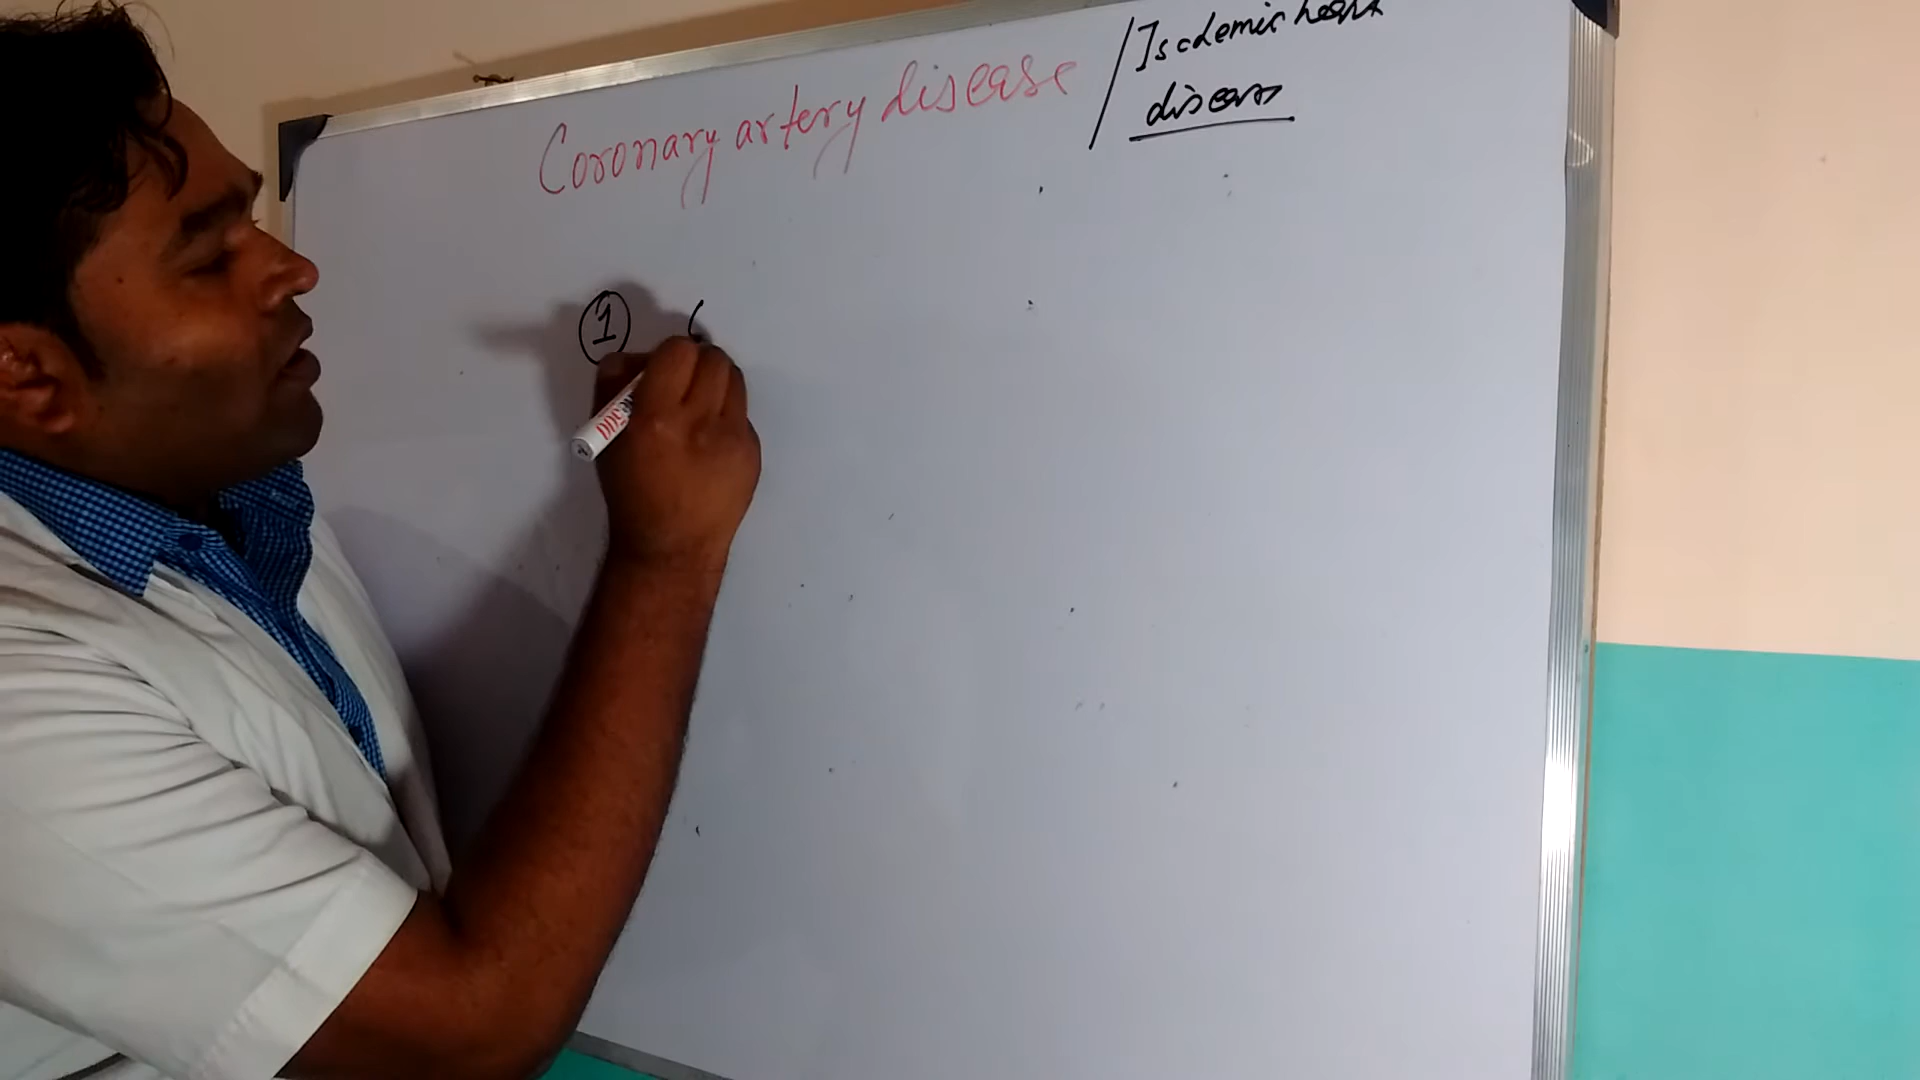 Coronary artery disease / Ischemic heart
disease
1 (